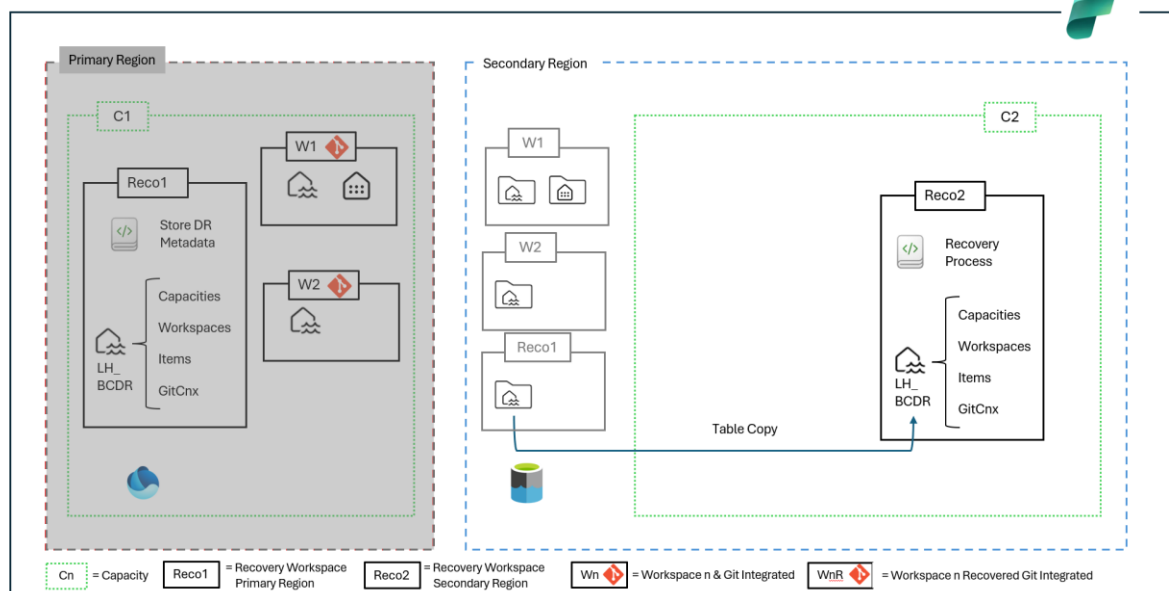 Primary Region
C1
W1
Reco1
Store DR
Metadata
W2
Capacities
Workspaces
Items
GitCnx
LH_
BCDR
Secondary Region
C2
W1
W2
Reco1
Reco2
Recovery
Process
Capacities
Workspaces
Items
GitCnx
LH_
BCDR
Table Copy
Cn = Capacity
Reco1 = Recovery Workspace
Primary Region
Reco2 = Recovery Workspace
Secondary Region
Wn = Workspace n & Git Integrated
WnR = Workspace n Recovered Git Integrated